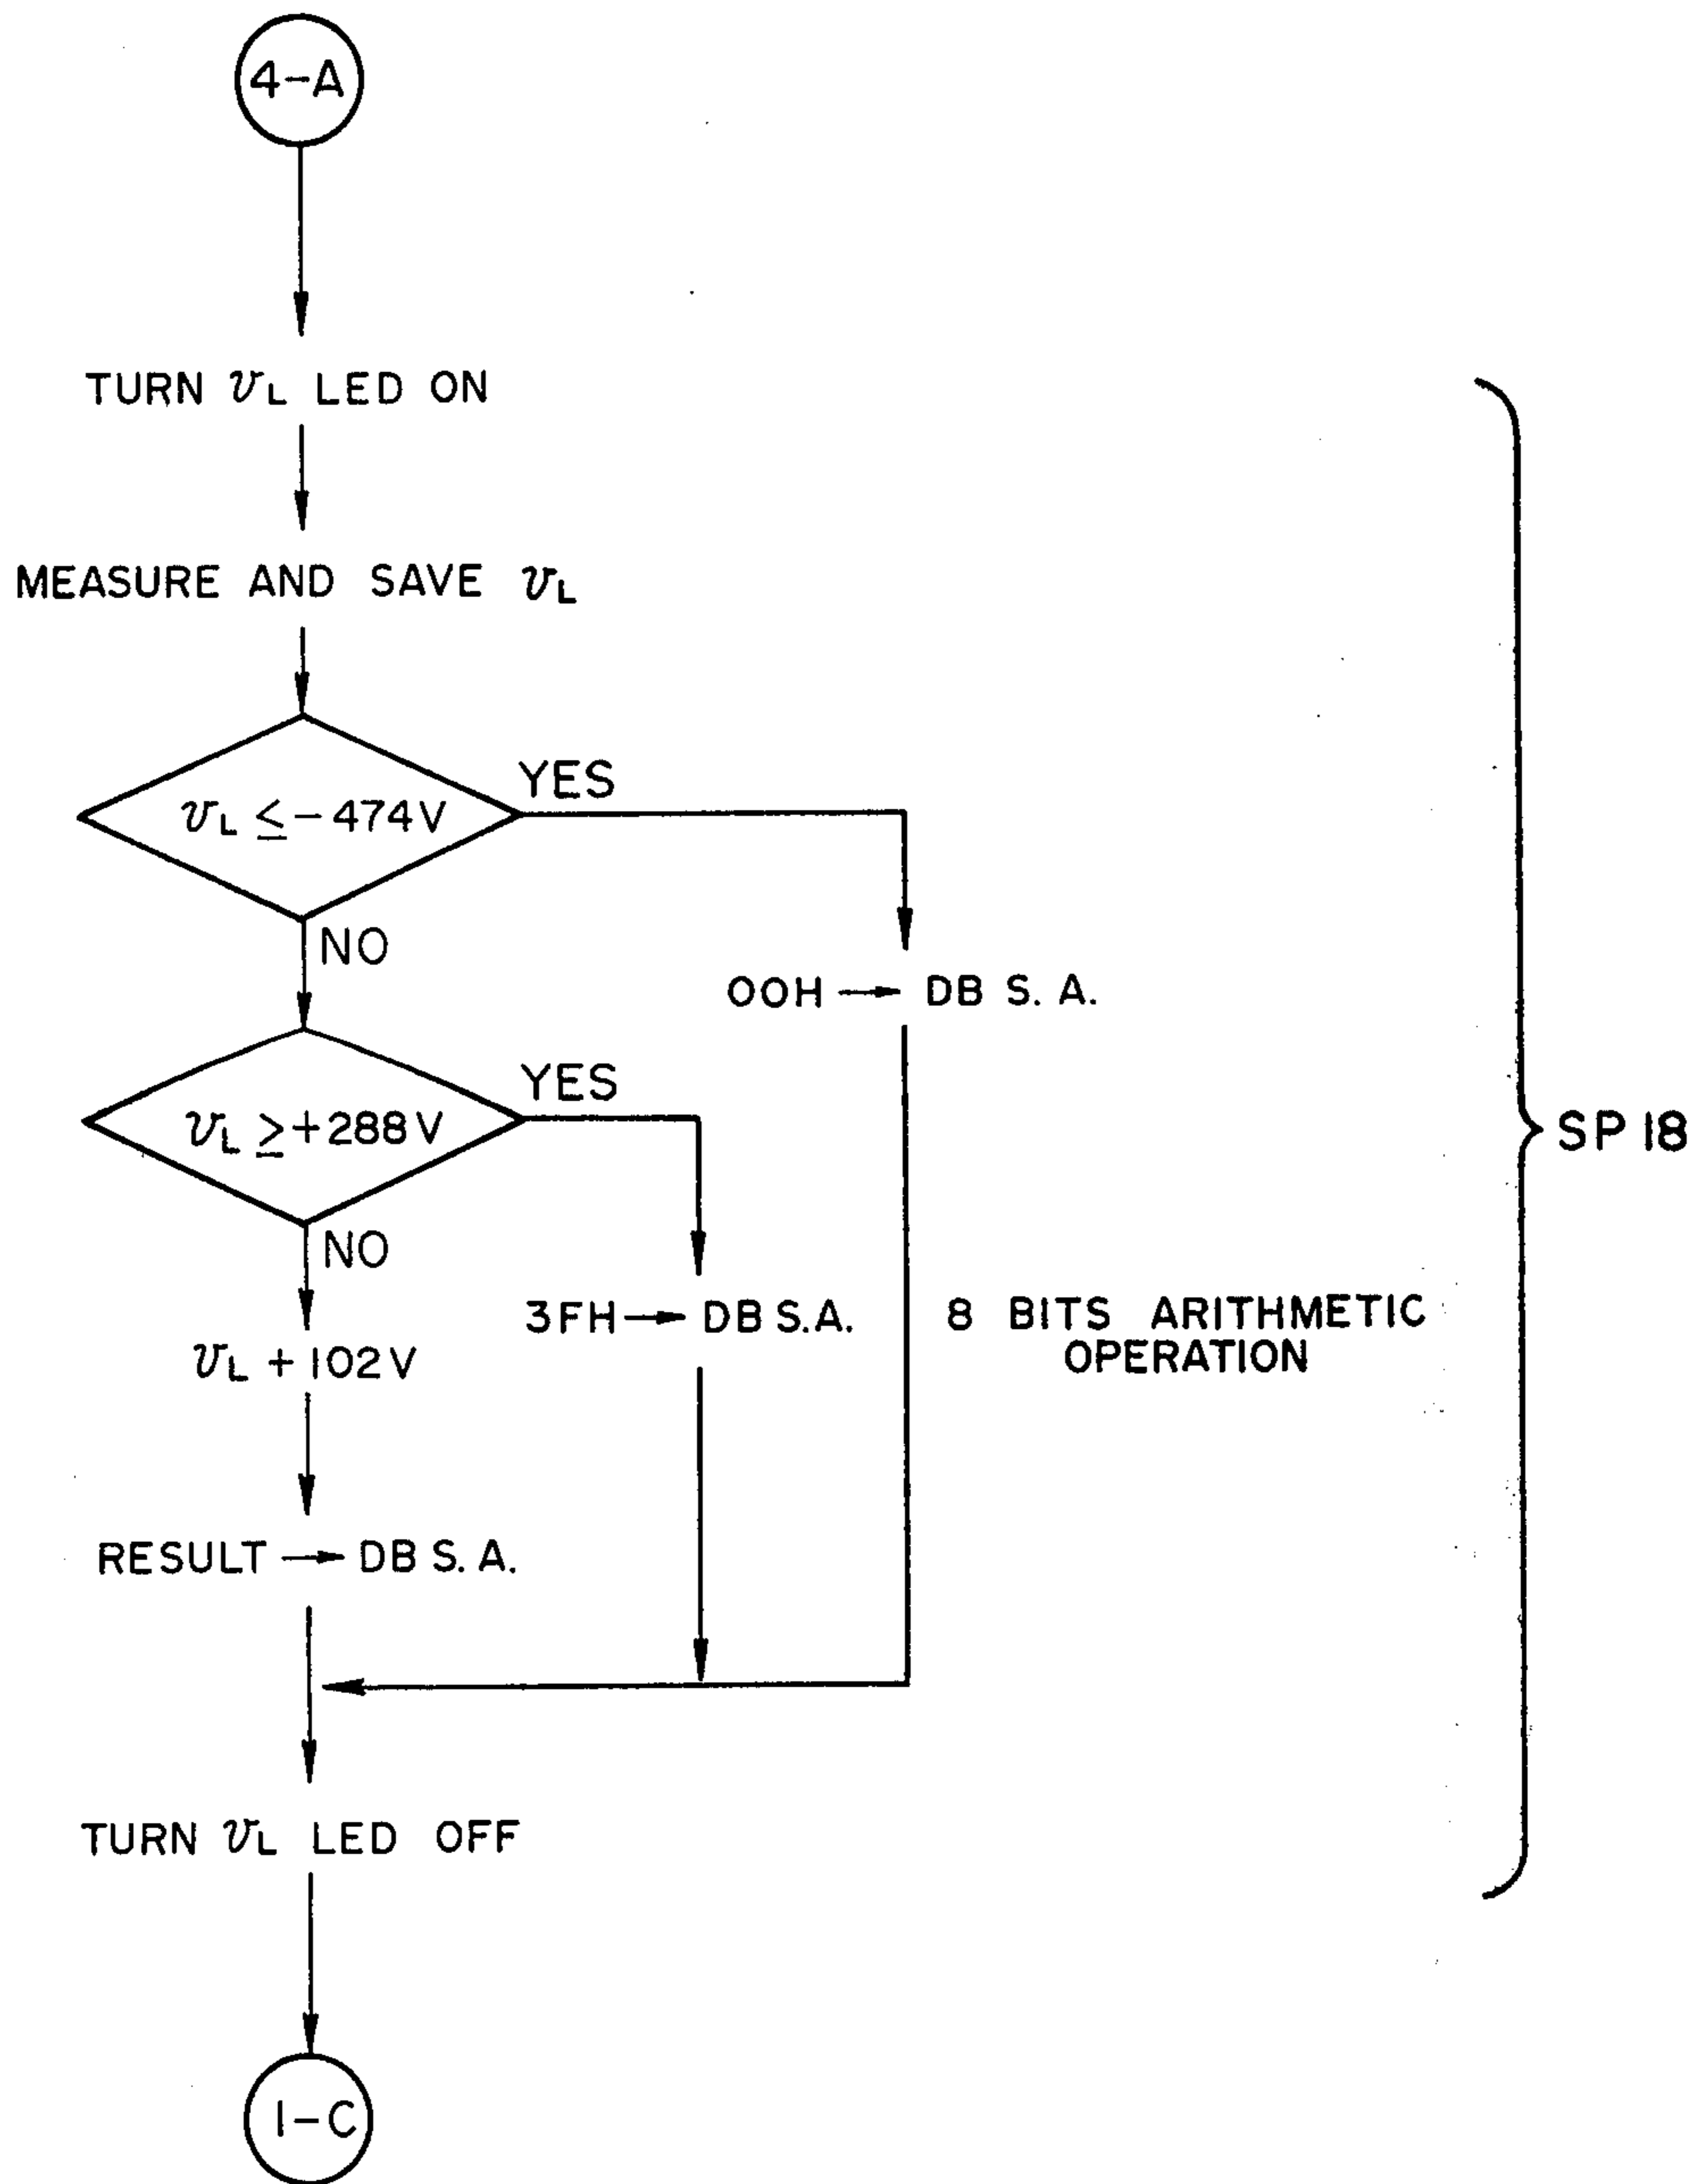 4-A
TURN vL LED ON
MEASURE AND SAVE vL
vL ≤ -474V
YES
NO
00H → DB S. A.
vL ≥ +288V
YES
NO
3FH → DB S.A.
8 BITS ARITHMETIC
OPERATION
vL + 102V
RESULT → DB S. A.
TURN vL LED OFF
1-C
SP 18